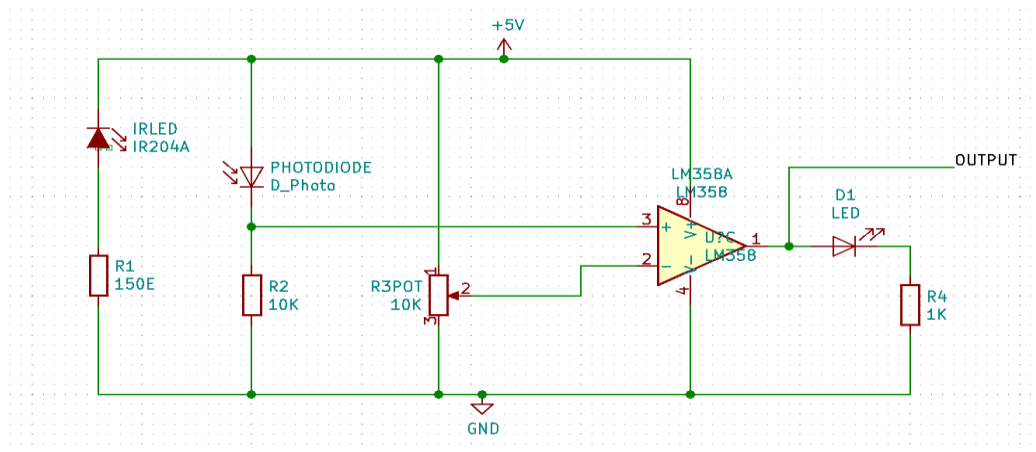 +5V
IRLED
IR204A
PHOTODIODE
D_Photo
OUTPUT
LM358A
LM358
8
D1
LED
3
+
V+
U?C
1
LM358
2
−
V−
4
R1
150E
R2
10K
R3POT
10K
1
2
3
R4
1K
GND